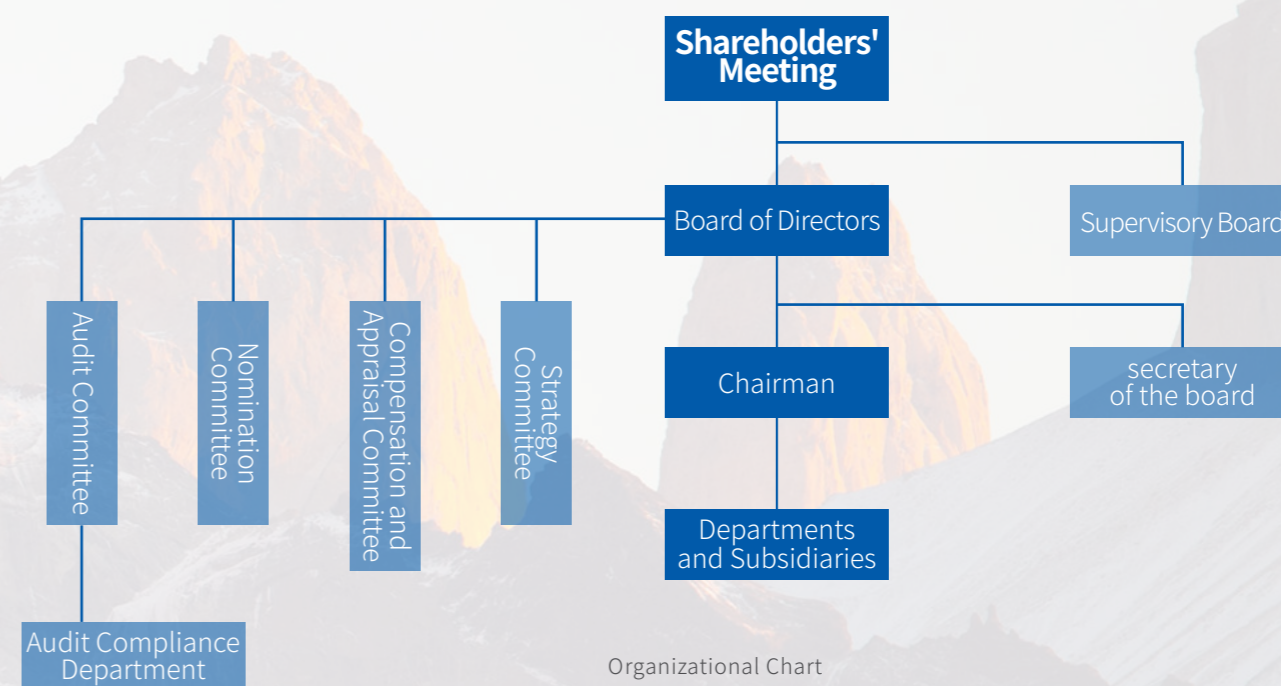 Shareholders'
Meeting
Board of Directors
Supervisory Board
Audit Committee
Nomination
Committee
Compensation and
Appraisal Committee
Strategy
Committee
Chairman
secretary
of the board
Departments
and Subsidiaries
Audit Compliance
Department
Organizational Chart